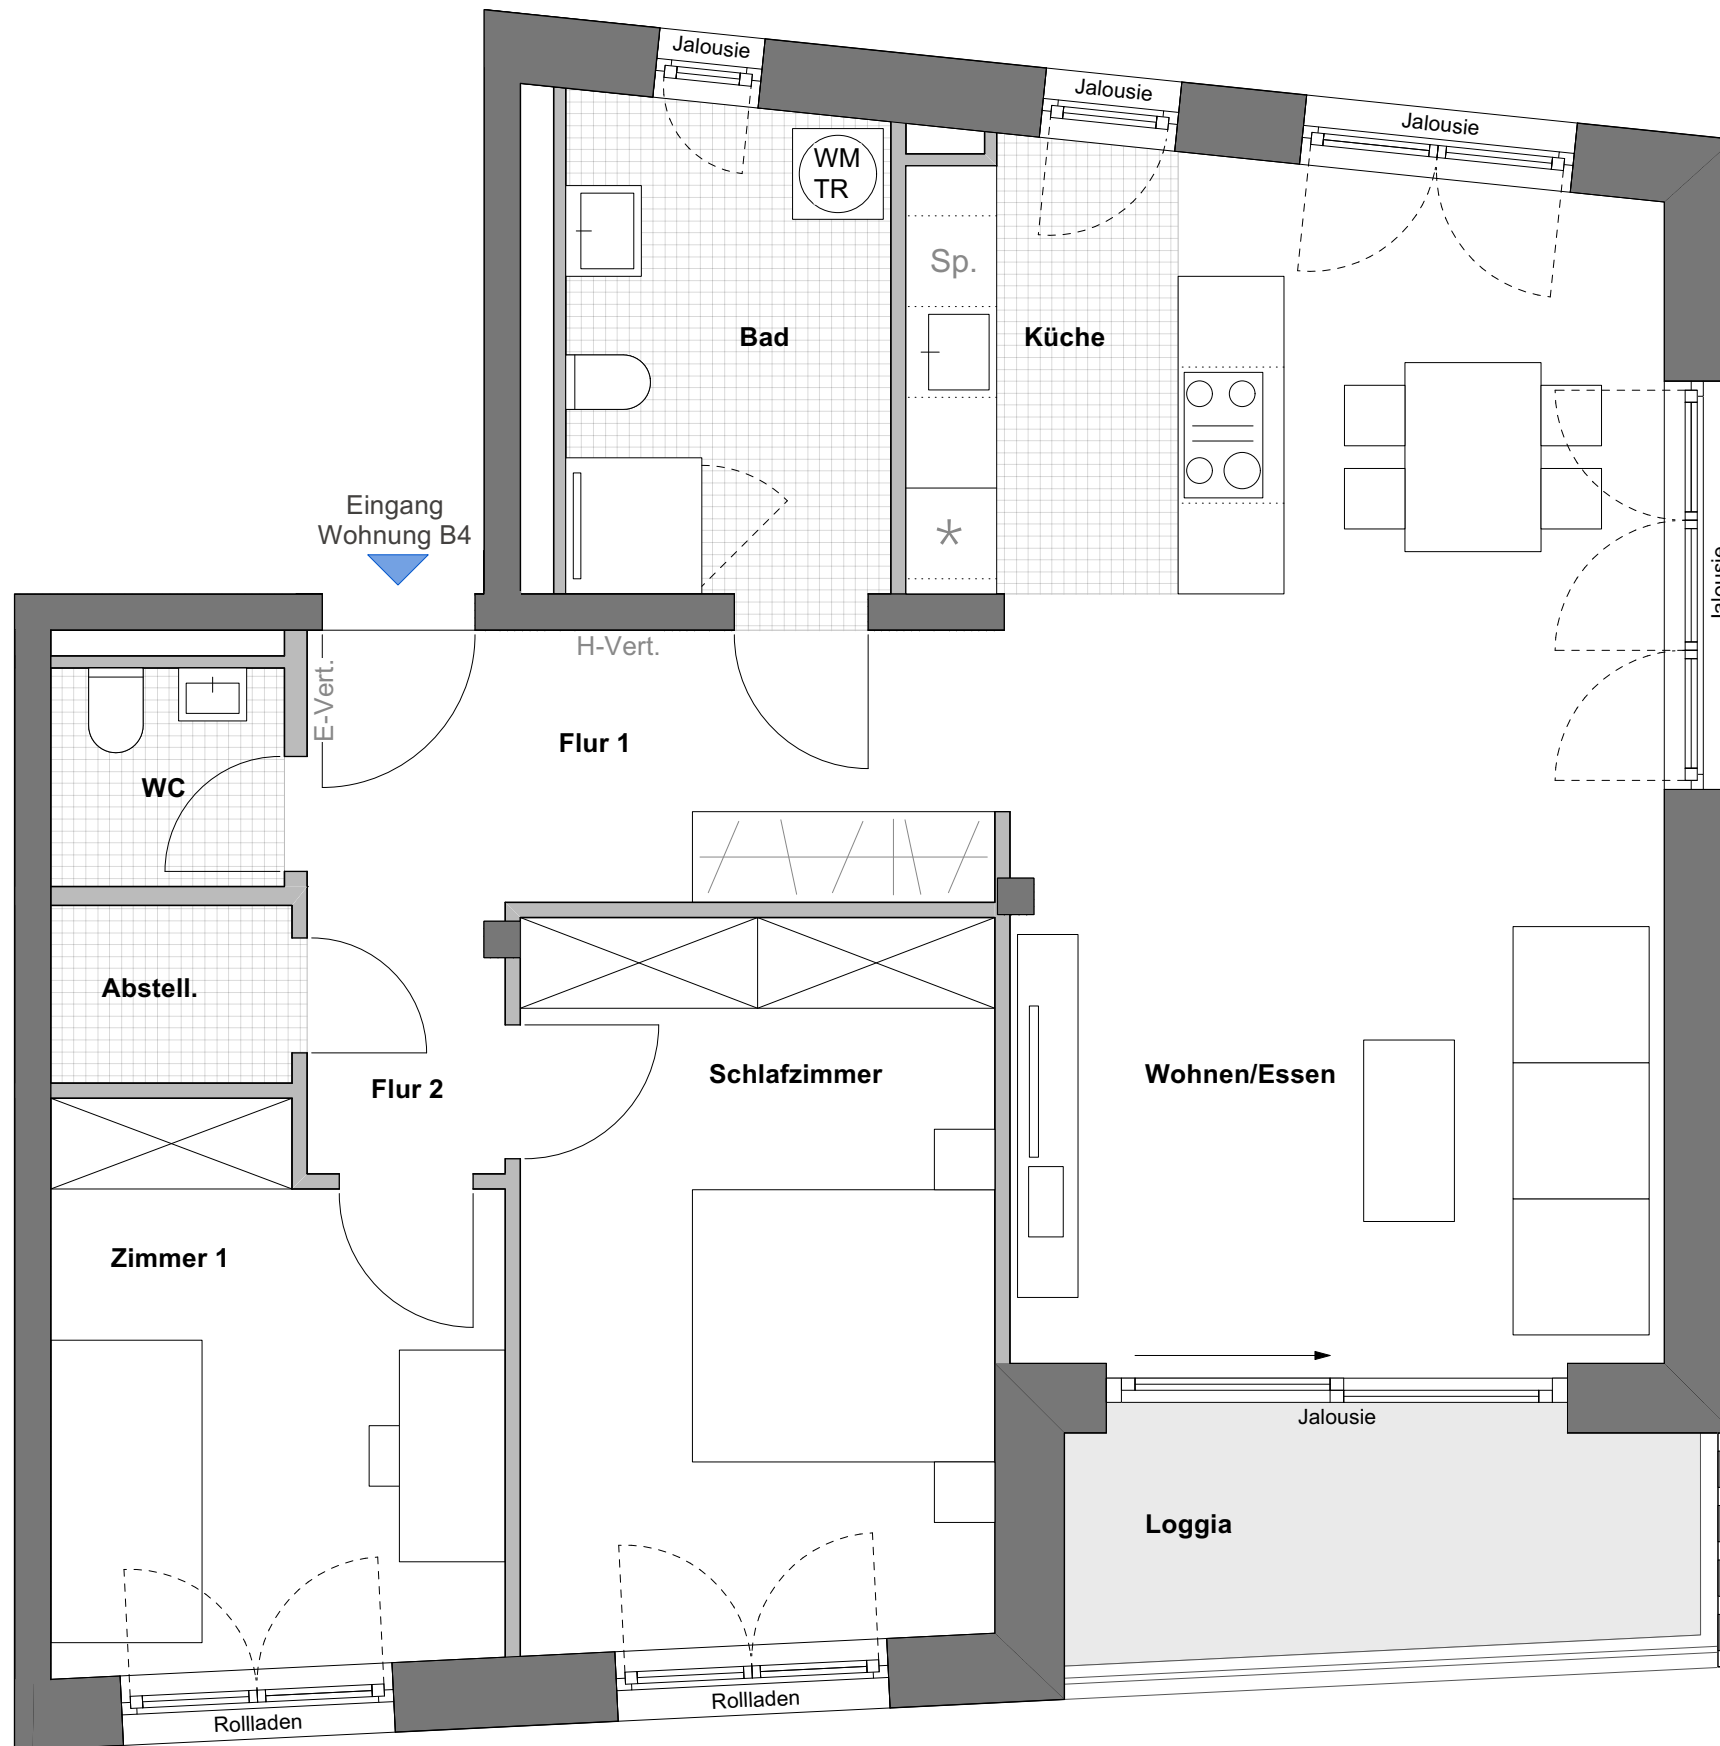 Jalousie
Jalousie
Jalousie
WM
TR
Sp.
Bad
Küche
Eingang
Wohnung B4
Jalousie
H-Vert.
E-Vert.
Flur 1
WC
Abstell.
Flur 2
Schlafzimmer
Wohnen/Essen
Zimmer 1
Jalousie
Loggia
Rollladen
Rollladen